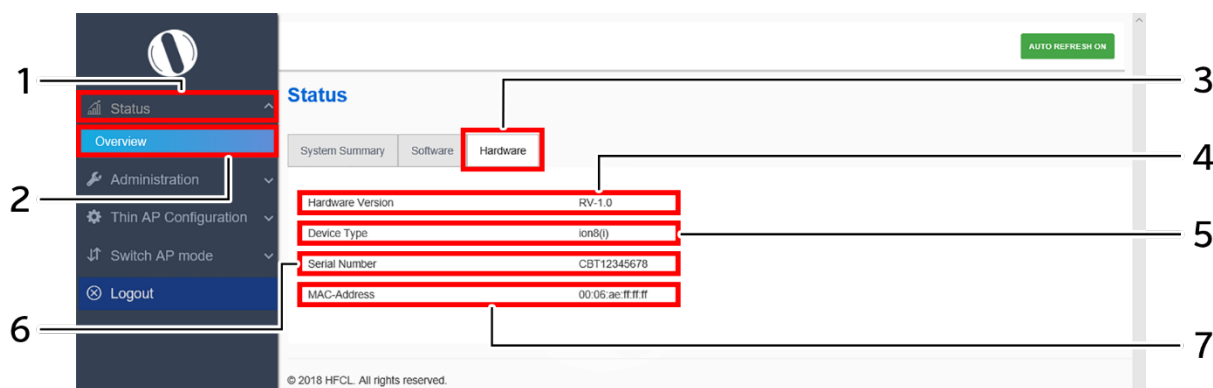 AUTO REFRESH ON
1
3
Status
Status
Overview
System Summary Software Hardware
4
2
Administration
Hardware Version RV-1.0
Thin AP Configuration
Device Type ion8(i)
5
Switch AP mode
Serial Number CBT12345678
Logout
MAC-Address 00:06:ae:ff:ff:ff
6
7
© 2018 HFCL. All rights reserved.